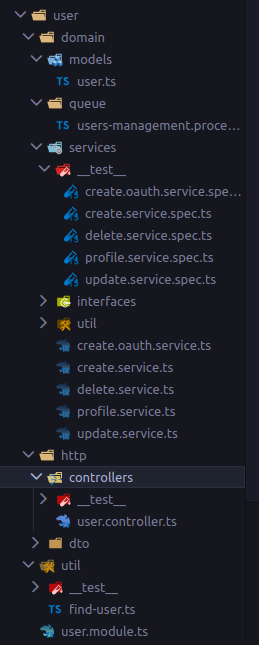 user
domain
models
user.ts
queue
users-management.proce...
services
__test__
create.oauth.service.spe...
create.service.spec.ts
delete.service.spec.ts
profile.service.spec.ts
update.service.spec.ts
interfaces
util
create.oauth.service.ts
create.service.ts
delete.service.ts
profile.service.ts
update.service.ts
http
controllers
__test__
user.controller.ts
dto
util
__test__
find-user.ts
user.module.ts